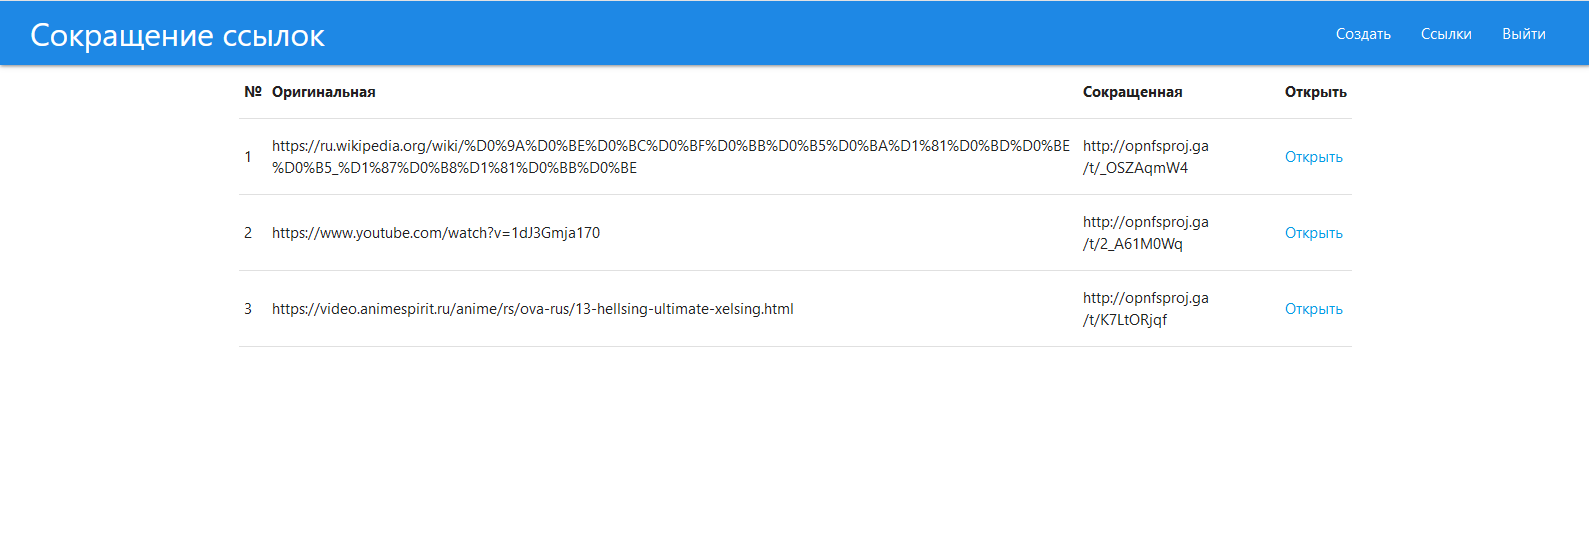 Сокращение ссылок
Создать Ссылки Выйти
№ Оригинальная Сокращенная Открыть
1 https://ru.wikipedia.org/wiki/%D0%9A%D0%BE%D0%BC%D0%BF%D0%BB%D0%B5%D0%BA%D1%81%D0%BD%D0%BE http://opnfsproj.ga Открыть
%D0%B5_%D1%87%D0%B8%D1%81%D0%BB%D0%BE /t/_OSZAqmW4
2 https://www.youtube.com/watch?v=1dJ3Gmja170 http://opnfsproj.ga Открыть
/t/2_A61M0Wq
3 https://video.animespirit.ru/anime/rs/ova-rus/13-hellsing-ultimate-xelsing.html http://opnfsproj.ga Открыть
/t/K7LtORjqf